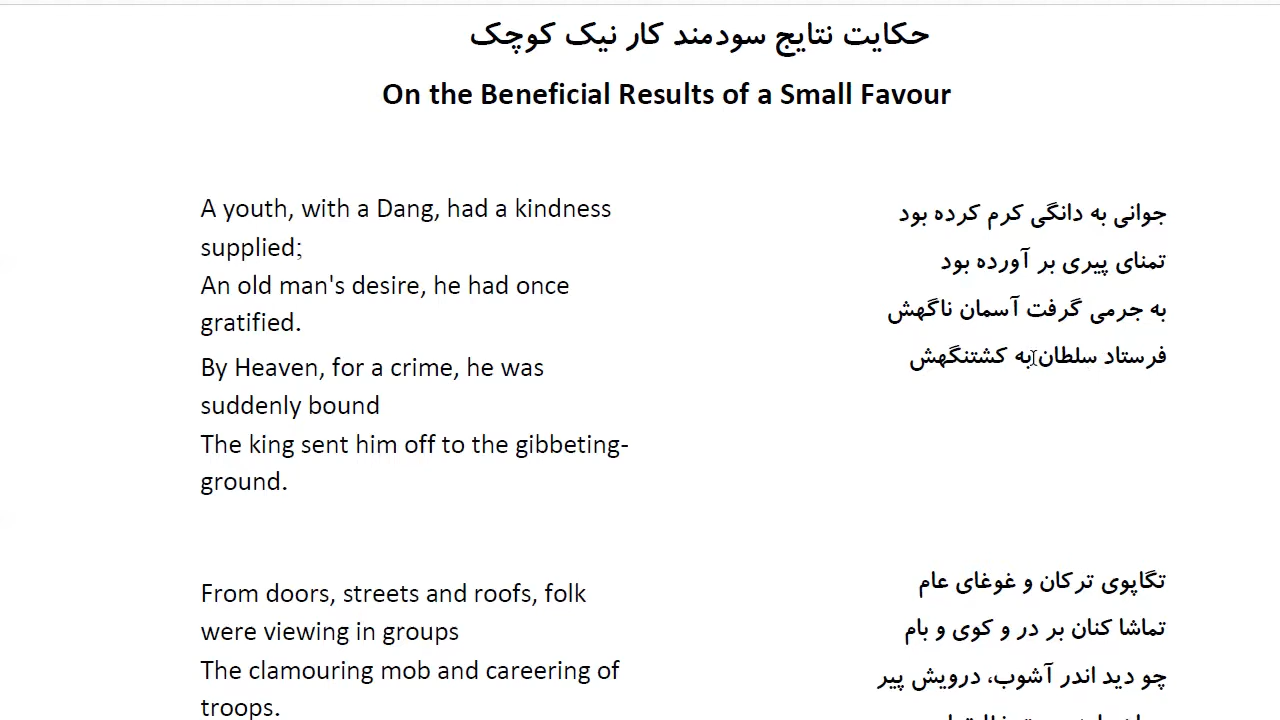 حکایت نتایج سودمند کار نیک کوچک
On the Beneficial Results of a Small Favour
A youth, with a Dang, had a kindness
supplied;
An old man's desire, he had once
gratified.
By Heaven, for a crime, he was
suddenly bound
The king sent him off to the gibbeting-
ground.
جوانی به دانگی کرم کرده بود
تمنای پیری بر آورده بود
به جرمی گرفت آسمان ناگهش
فرستاد سلطان به کشتنگهش
From doors, streets and roofs, folk
were viewing in groups
The clamouring mob and careering of
troops.
تگاپوی ترکان و غوغای عام
تماشا کنان بر در و کوی و بام
چو دید اندر آشوب، درویش پیر